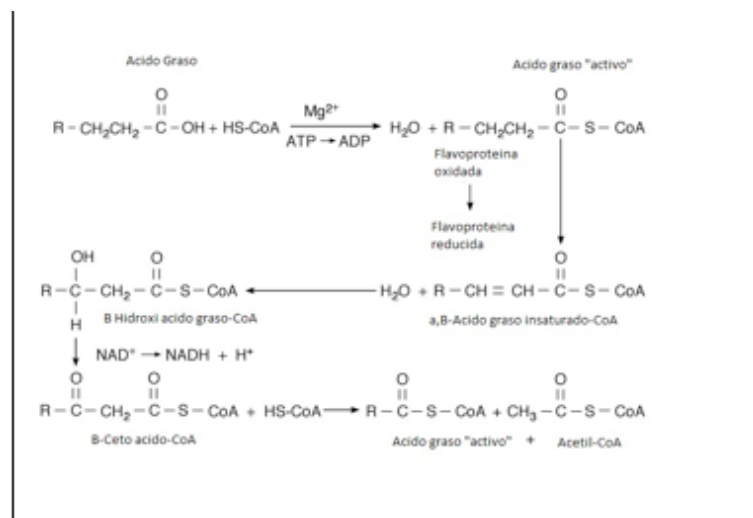 Acido Graso
Acido graso "activo"
O
O
R-CH₂CH₂-C-OH + HS-CoA
Mg²⁺
ATP → ADP
H₂O + R-CH₂CH₂-C-S-CoA
Flavoproteina
oxidada
Flavoproteina
reducida
OH
O
O
R-C-CH₂-C-S-CoA
H₂O + R-CH=CH-C-S-CoA
H
B Hidroxi acido graso-CoA
a,B-Acido graso insaturado-CoA
NAD⁺ → NADH + H⁺
O
O
O
O
R-C-CH₂-C-S-CoA + HS-CoA → R-C-S-CoA + CH₃-C-S-CoA
B-Ceto acido-CoA
Acido graso "activo" + Acetil-CoA